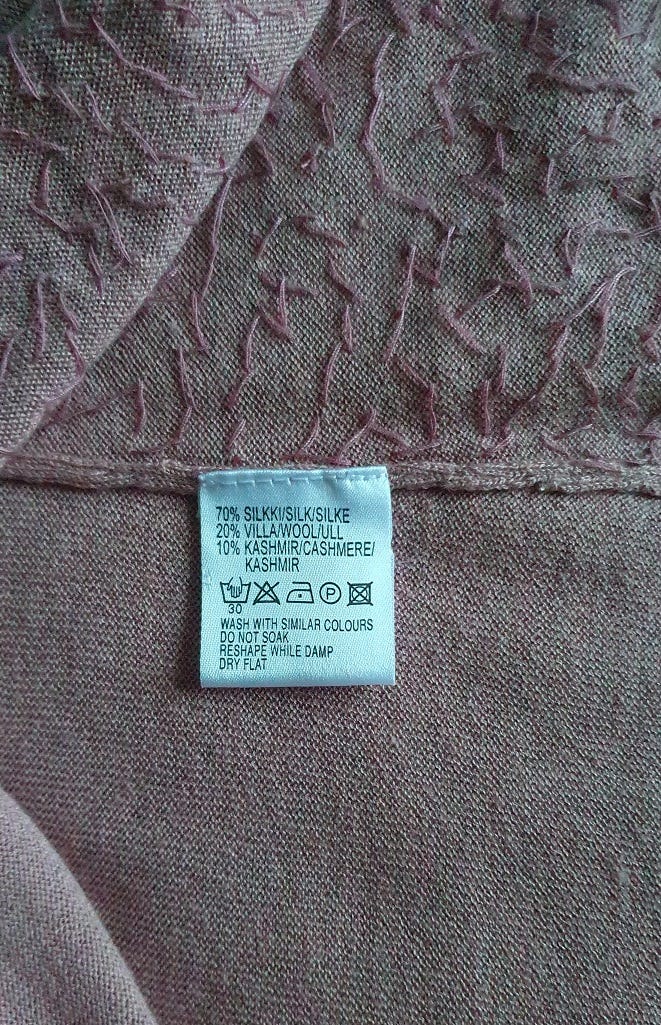 70% SILKKI/SILK/SILKE
20% VILLA/WOOL/ULL
10% KASHMIR/CASHMERE/
KASHMIR
30 P
WASH WITH SIMILAR COLOURS
DO NOT SOAK
RESHAPE WHILE DAMP
DRY FLAT